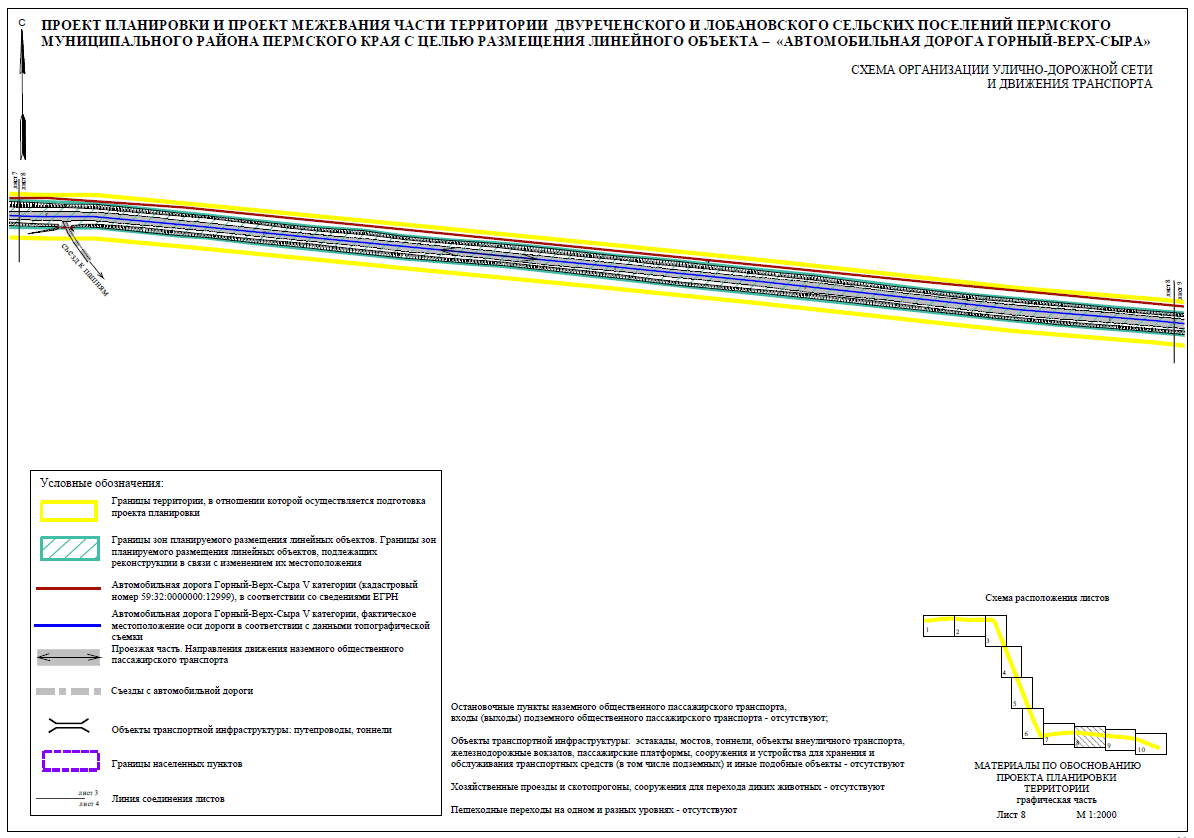 С
ПРОЕКТ ПЛАНИРОВКИ И ПРОЕКТ МЕЖЕВАНИЯ ЧАСТИ ТЕРРИТОРИИ ДВУРЕЧЕНСКОГО И ЛОБАНОВСКОГО СЕЛЬСКИХ ПОСЕЛЕНИЙ ПЕРМСКОГО
МУНИЦИПАЛЬНОГО РАЙОНА ПЕРМСКОГО КРАЯ С ЦЕЛЬЮ РАЗМЕЩЕНИЯ ЛИНЕЙНОГО ОБЪЕКТА – «АВТОМОБИЛЬНАЯ ДОРОГА ГОРНЫЙ-ВЕРХ-СЫРА»
СХЕМА ОРГАНИЗАЦИИ УЛИЧНО-ДОРОЖНОЙ СЕТИ
И ДВИЖЕНИЯ ТРАНСПОРТА
лист 7
лист 8
съезд к пашням
лист 8
лист 9
Условные обозначения:
Границы территории, в отношении которой осуществляется подготовка
проекта планировки
Границы зон планируемого размещения линейных объектов. Границы зон
планируемого размещения линейных объектов, подлежащих
реконструкции в связи с изменением их местоположения
Автомобильная дорога Горный-Верх-Сыра V категории (кадастровый
номер 59:32:0000000:12999), в соответствии со сведениями ЕГРН
Автомобильная дорога Горный-Верх-Сыра V категории, фактическое
местоположение оси дороги в соответствии с данными топографической
съемки
Проезжая часть. Направления движения наземного общественного
пассажирского транспорта
Съезды с автомобильной дороги
Объекты транспортной инфраструктуры: путепроводы, тоннели
Границы населенных пунктов
лист 3
лист 4
Линия соединения листов
Остановочные пункты наземного общественного пассажирского транспорта,
входы (выходы) подземного общественного пассажирского транспорта - отсутствуют;
Объекты транспортной инфраструктуры: эстакады, мостов, тоннели, объекты внеуличного транспорта,
железнодорожные вокзалы, пассажирские платформы, сооружения и устройства для хранения и
обслуживания транспортных средств (в том числе подземных) и иные подобные объекты - отсутствуют
Хозяйственные проезды и скотопрогоны, сооружения для перехода диких животных - отсутствуют
Пешеходные переходы на одном и разных уровнях - отсутствуют
Схема расположения листов
1
2
3
4
5
6
7
8
9
10
МАТЕРИАЛЫ ПО ОБОСНОВАНИЮ
ПРОЕКТА ПЛАНИРОВКИ
ТЕРРИТОРИИ
графическая часть
Лист 8 М 1:2000